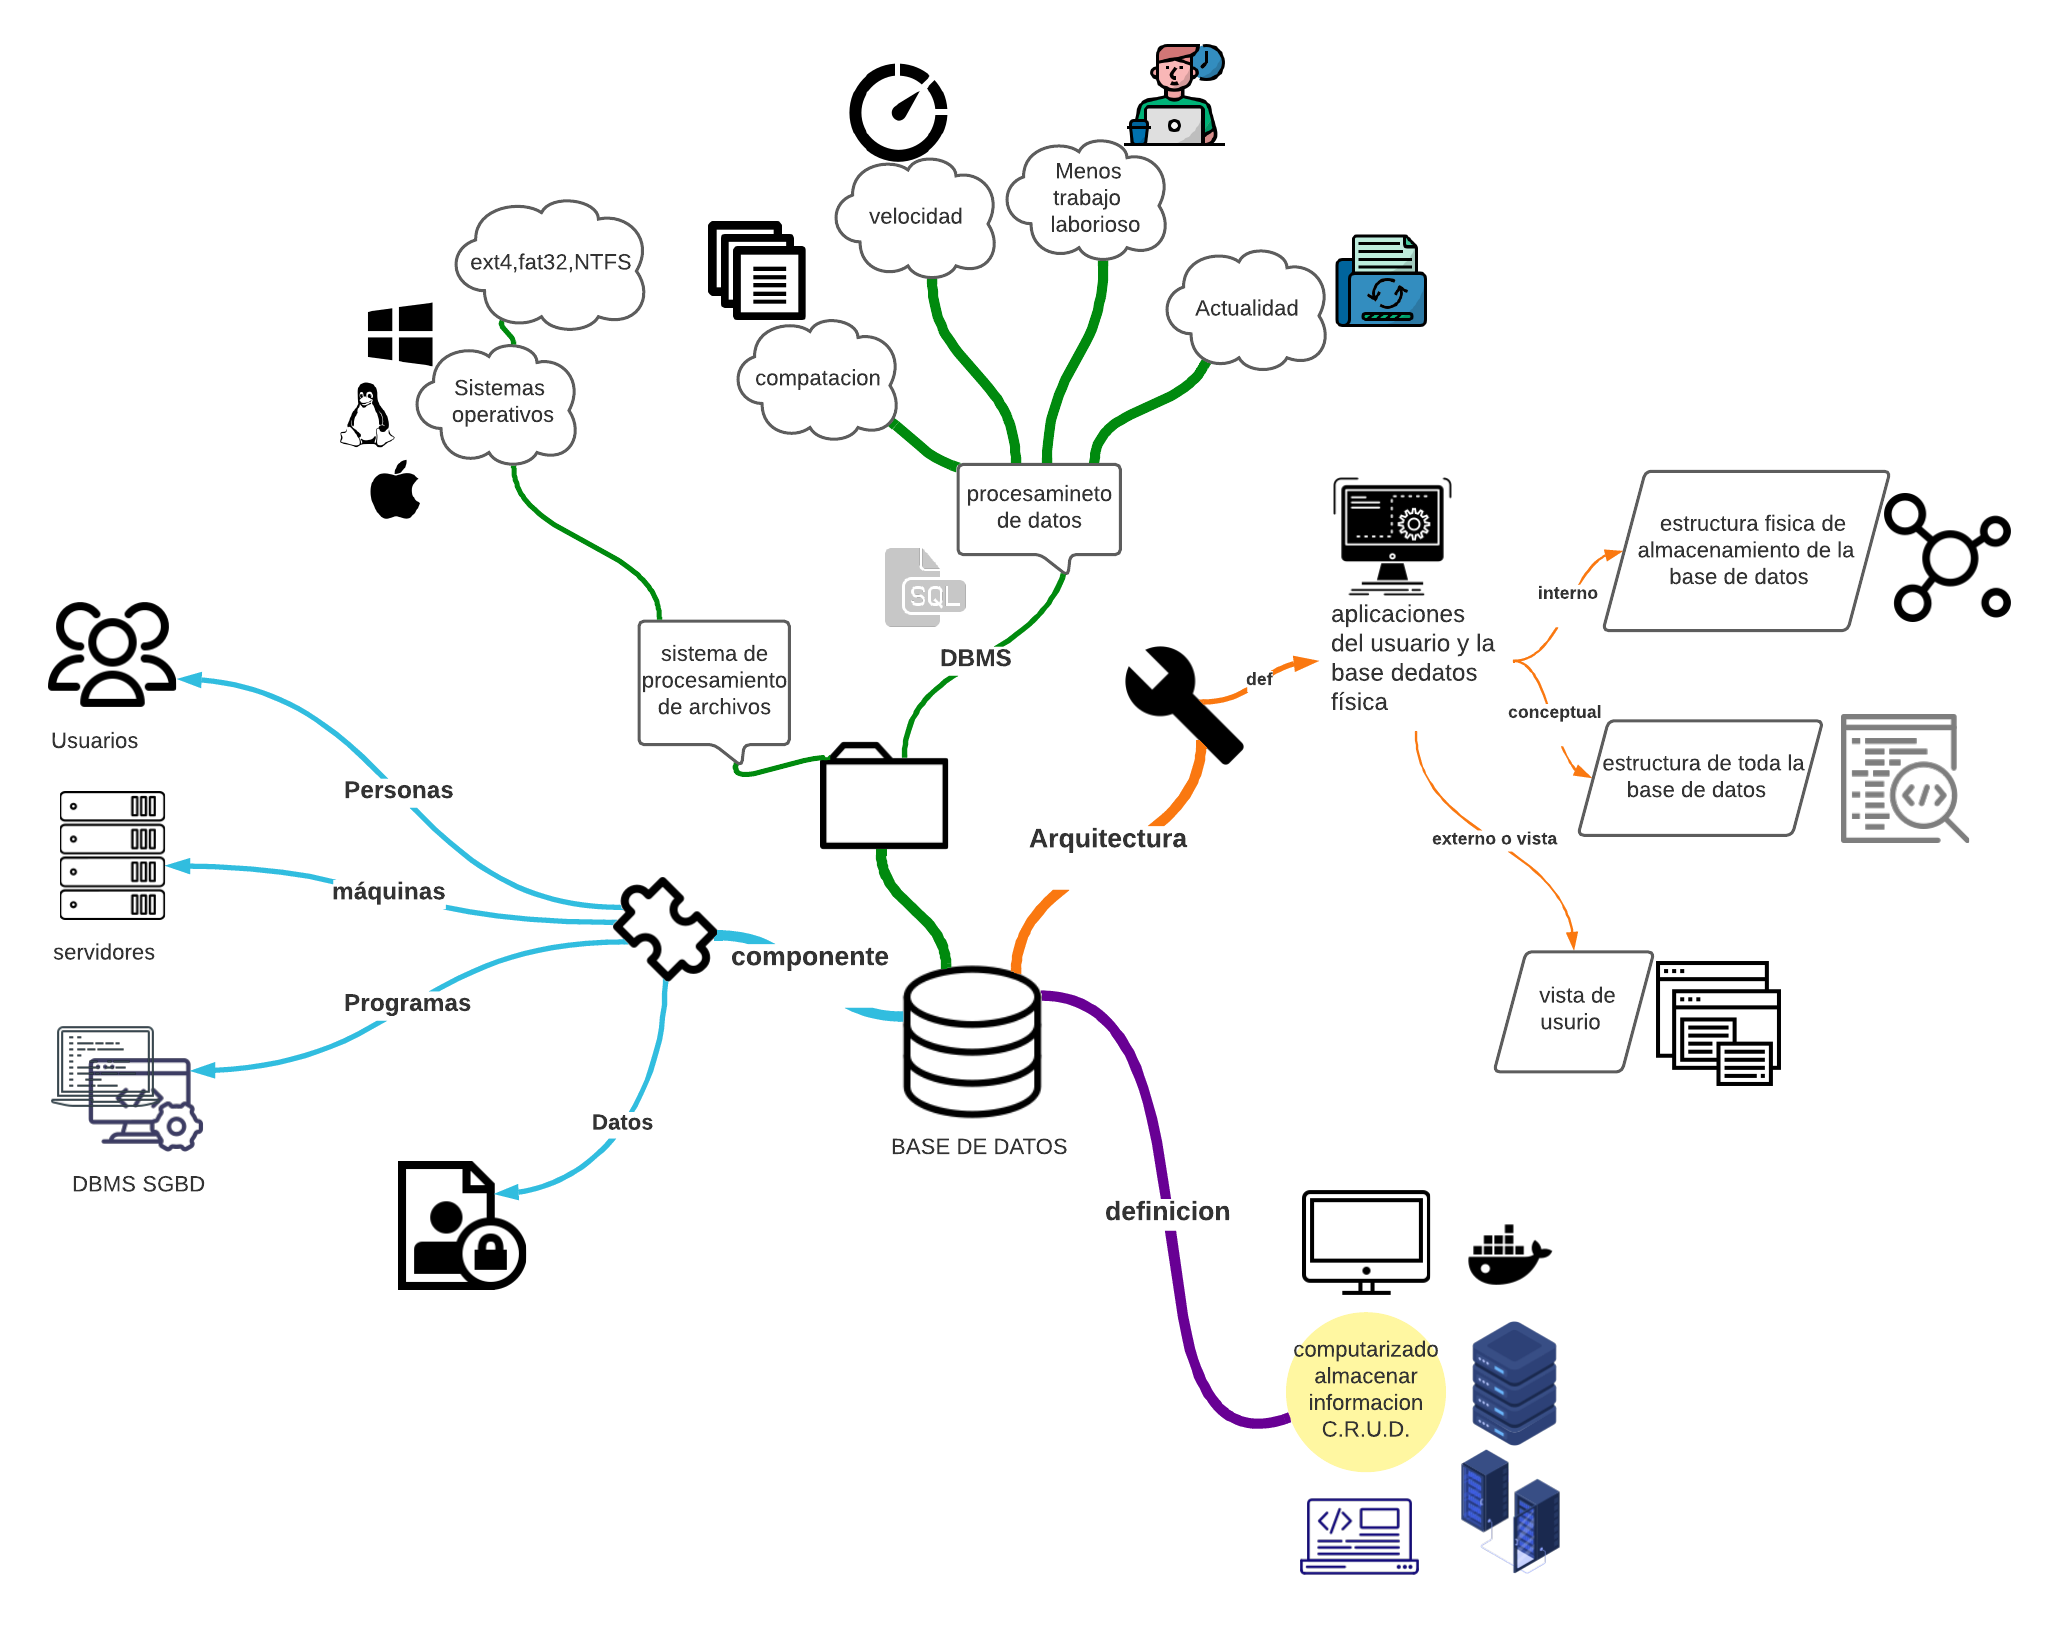 Menos
trabajo
laborioso
velocidad
ext4,fat32,NTFS
Actualidad
compatacion
Sistemas
operativos
procesamineto
de datos
SQL
DBMS
sistema de
procesamiento
de archivos
aplicaciones
del usuario y la
base dedatos
física
def
interno
estructura fisica de
almacenamiento de la
base de datos
conceptual
estructura de toda la
base de datos
externo o vista
vista de
usurio
Arquitectura
Usuarios
Personas
máquinas
servidores
Programas
DBMS SGBD
Datos
componente
BASE DE DATOS
definicion
computarizado
almacenar
informacion
C.R.U.D.